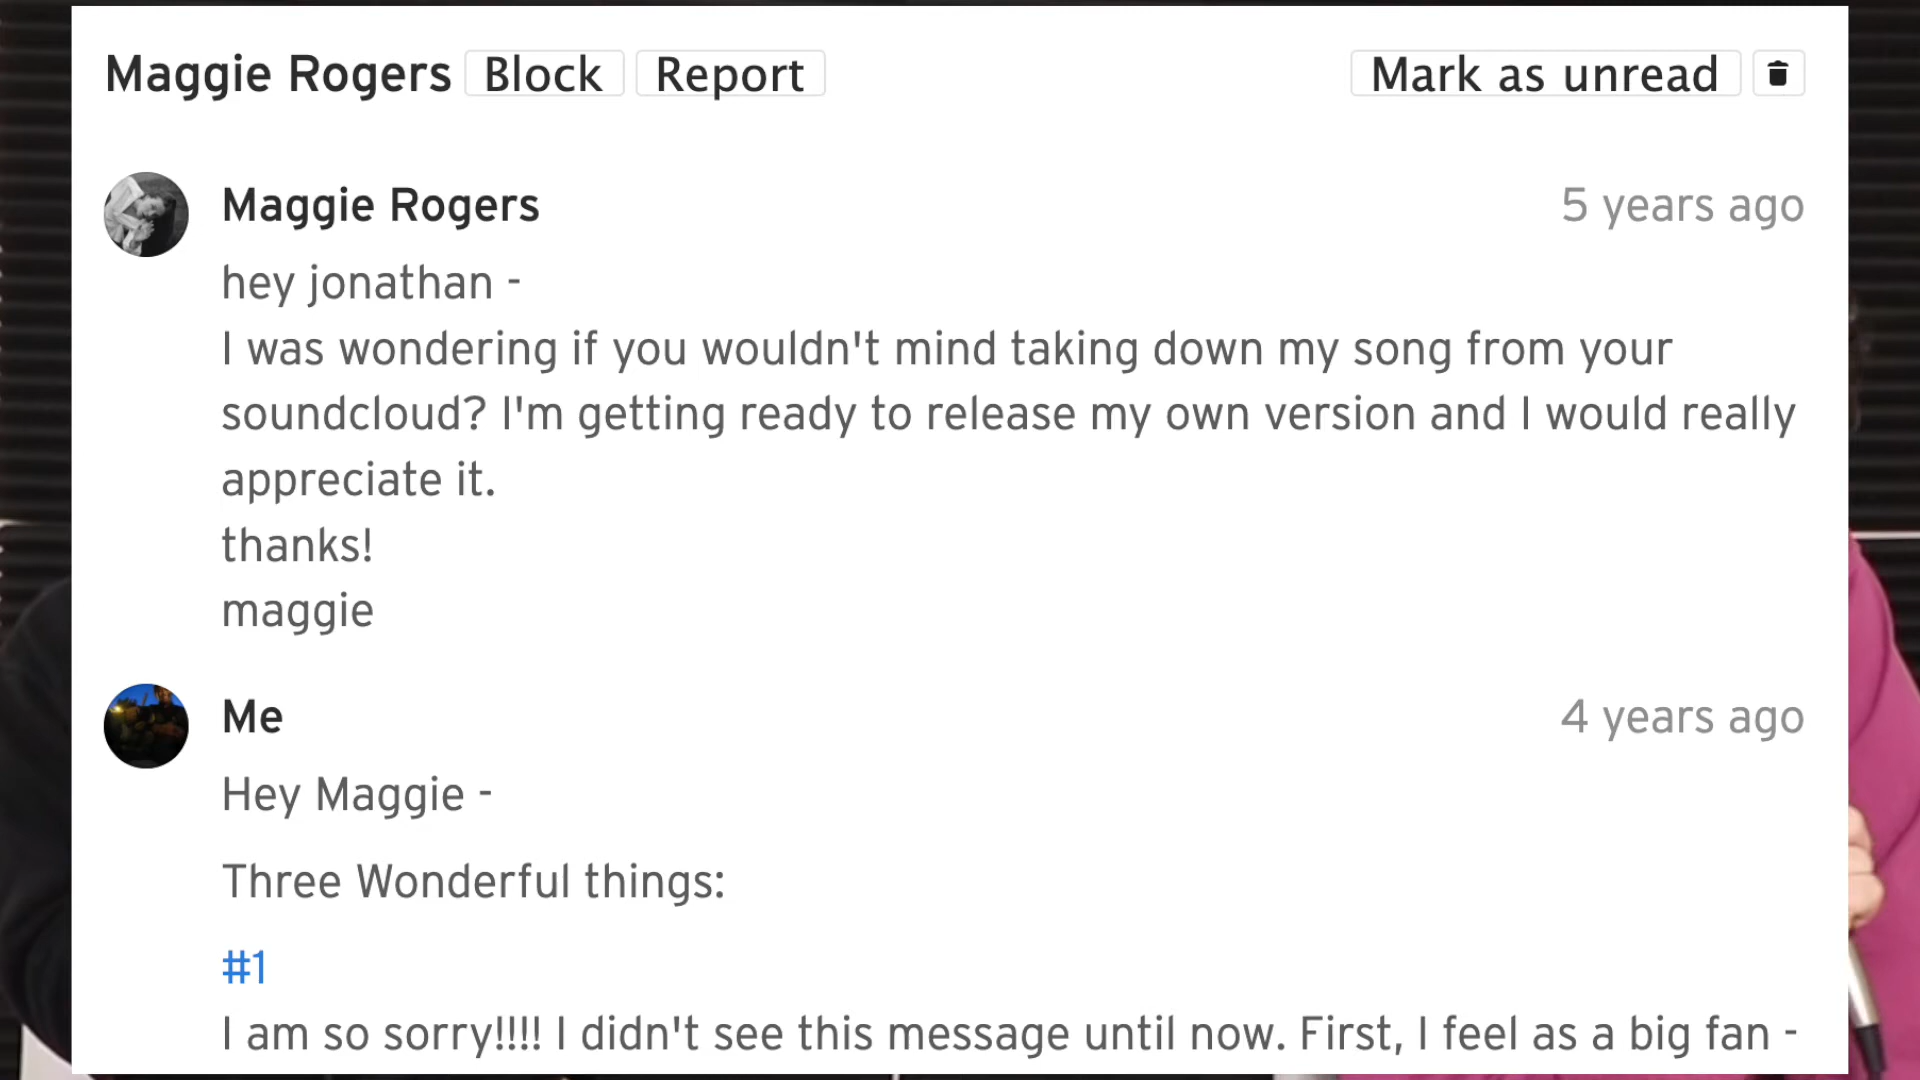 Maggie Rogers Block Report Mark as unread
Maggie Rogers 5 years ago
hey jonathan -
I was wondering if you wouldn't mind taking down my song from your
soundcloud? I'm getting ready to release my own version and I would really
appreciate it.
thanks!
maggie
Me 4 years ago
Hey Maggie -
Three Wonderful things:
#1
I am so sorry!!!! I didn't see this message until now. First, I feel as a big fan -